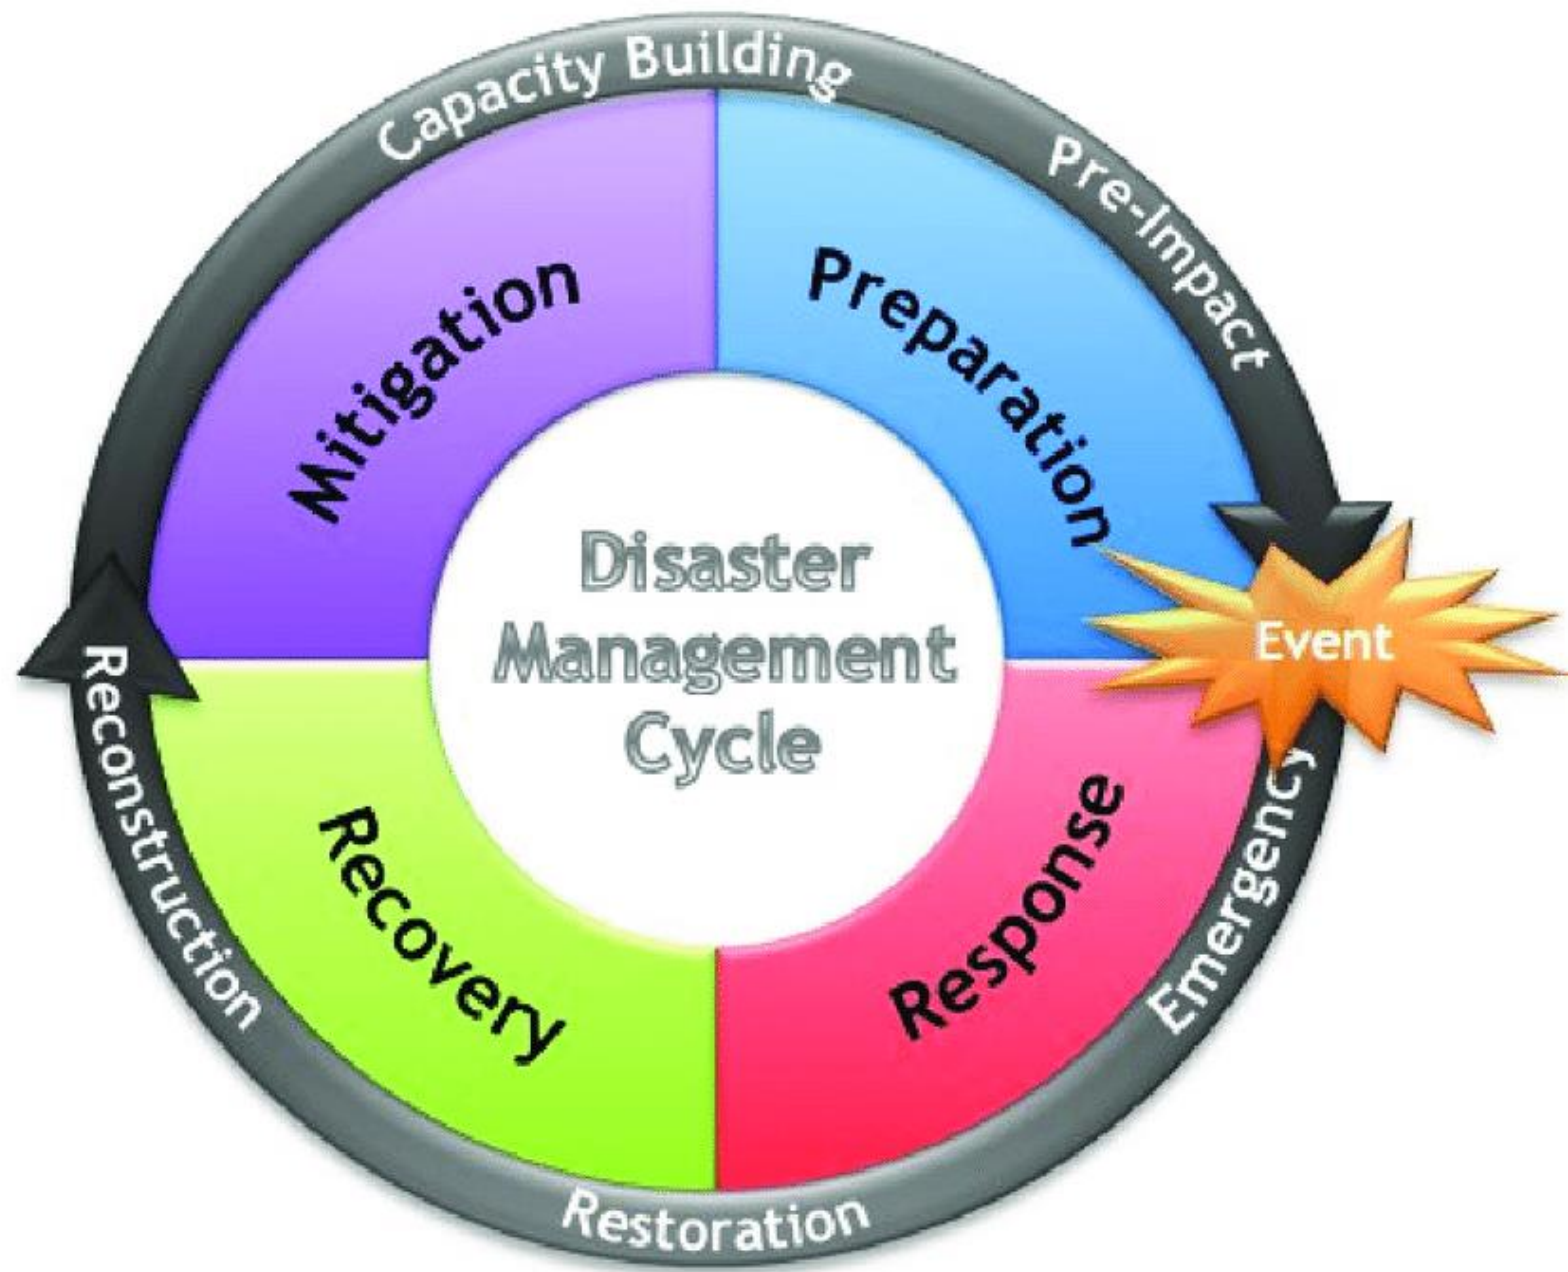 Capacity Building
Pre-Impact
Mitigation
Preparation
Disaster
Management
Cycle
Event
Reconstruction
Recovery
Response
Emergency
Restoration